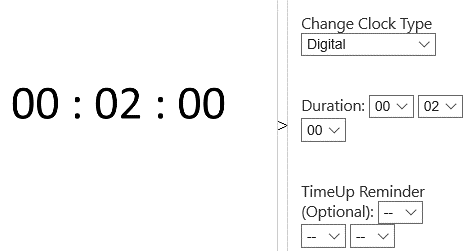 00 : 02 : 00
>
Change Clock Type
Digital
Duration: 00 02
00
TimeUp Reminder
(Optional): --
-- --